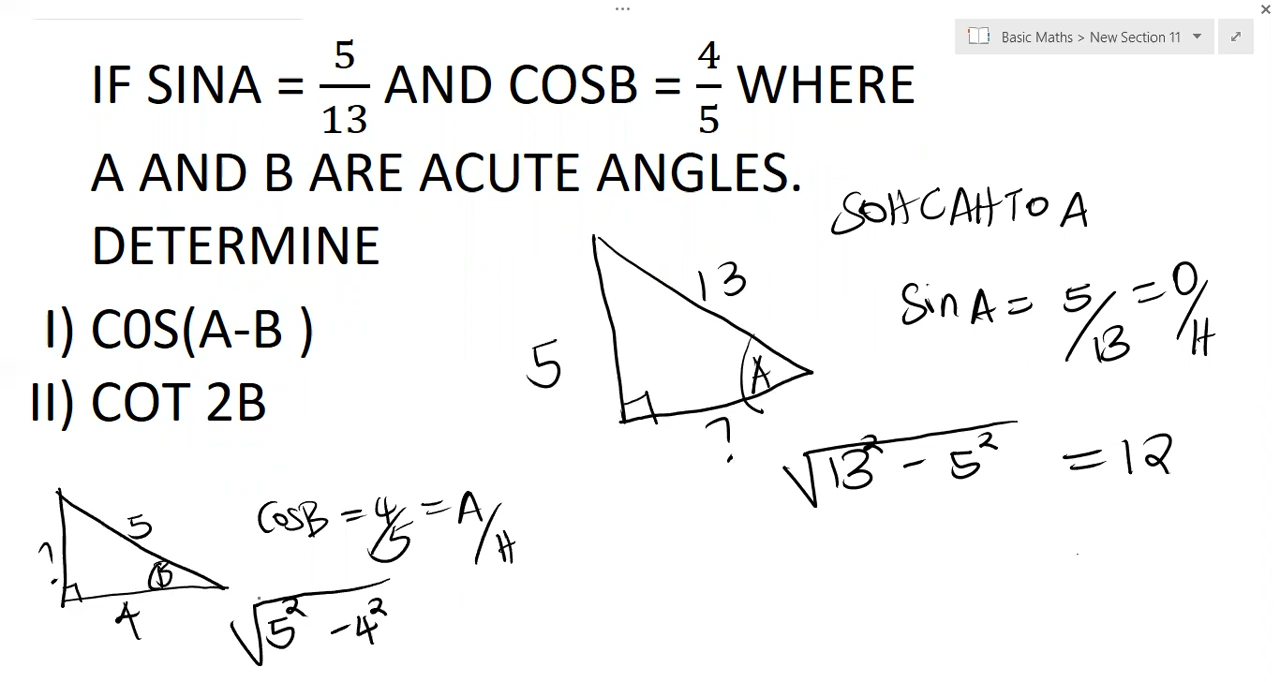 Basic Maths > New Section 11
IF SINA = 5/13 AND COSB = 4/5 WHERE
A AND B ARE ACUTE ANGLES.
DETERMINE
I) C0S(A-B )
II) COT 2B
SOHCAHTOA
Sin A = 5/13 = O/H
13
5
A
?
√13² - 5² = 12
5
?
B
4
CosB = 4/5 = A/H
√5² - 4²